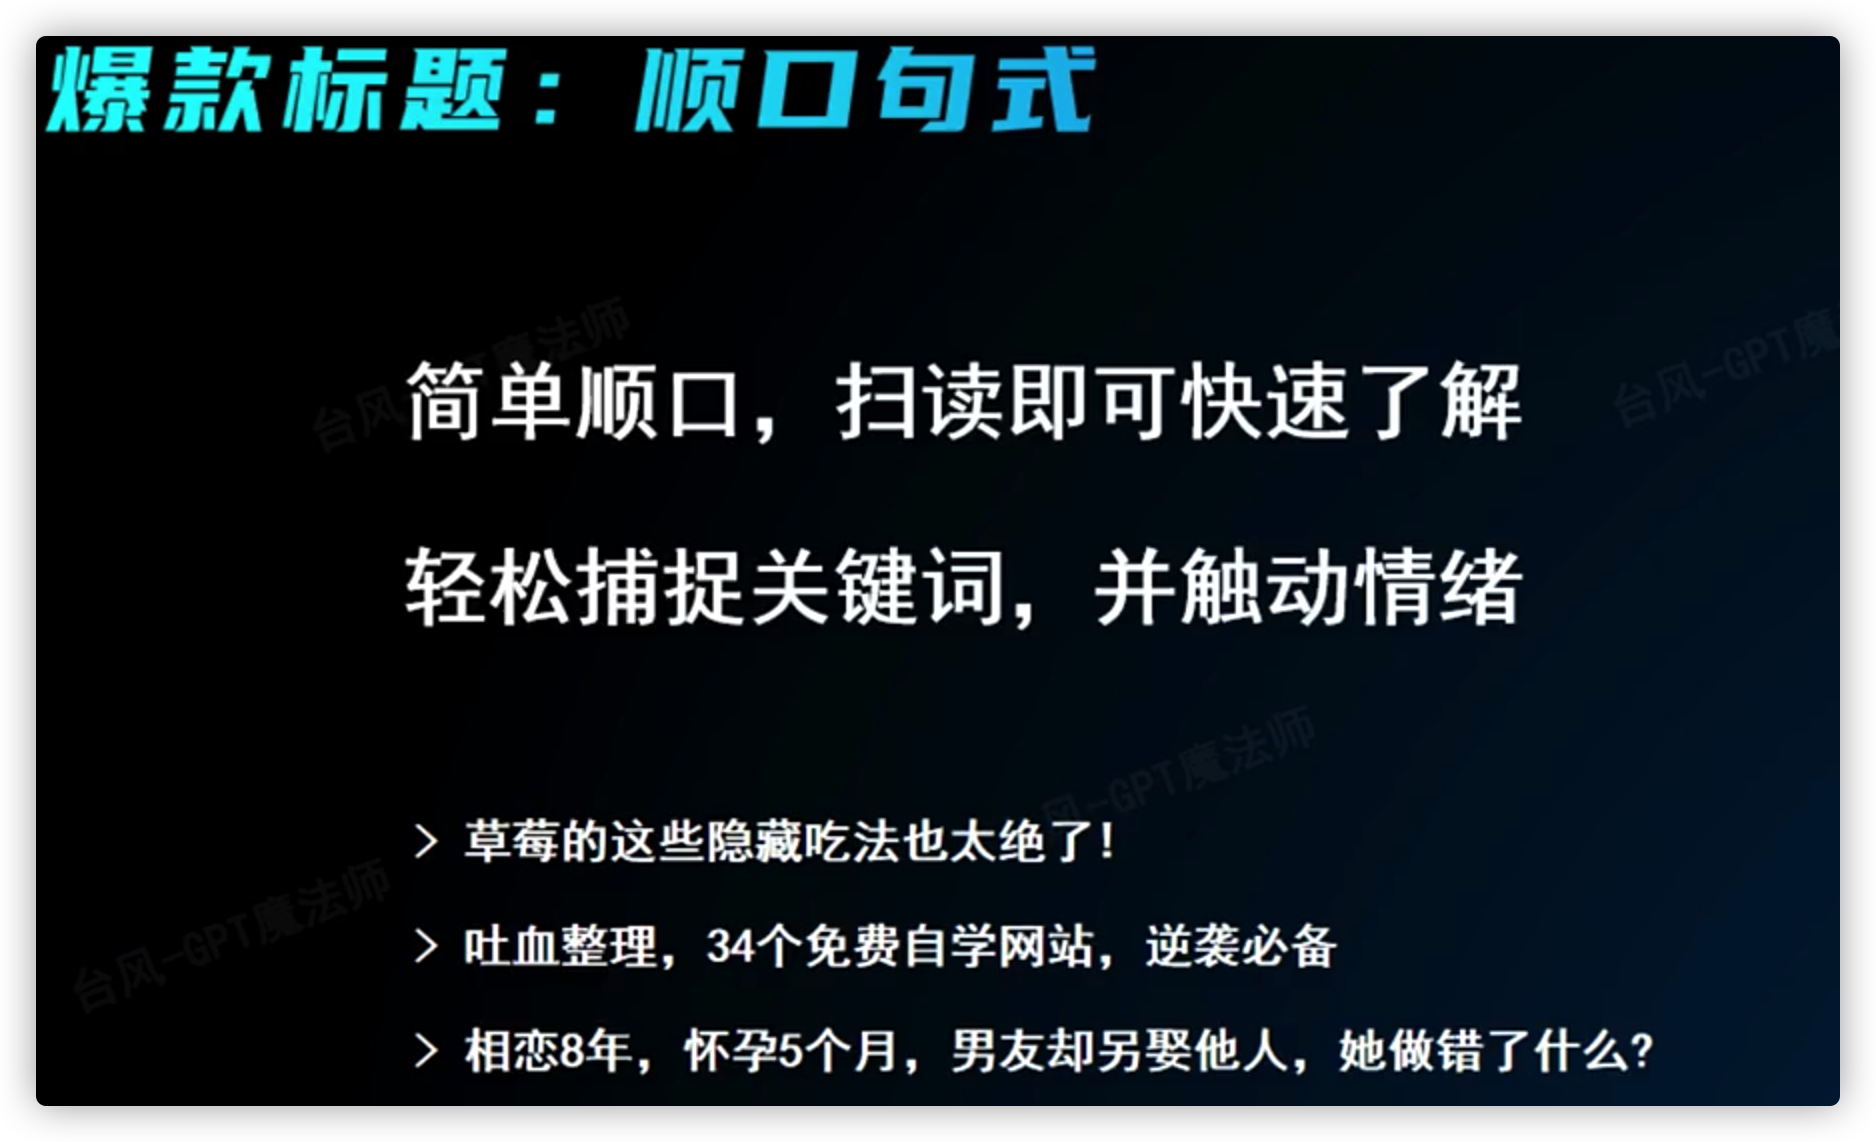 爆款标题：顺口句式
简单顺口，扫读即可快速了解
轻松捕捉关键词，并触动情绪
> 草莓的这些隐藏吃法也太绝了！
> 吐血整理，34个免费自学网站，逆袭必备
> 相恋8年，怀孕5个月，男友却另娶他人，她做错了什么？
台风-GPT魔法师
台风-GPT魔
风-GPT魔法师
台风-GPT魔法师